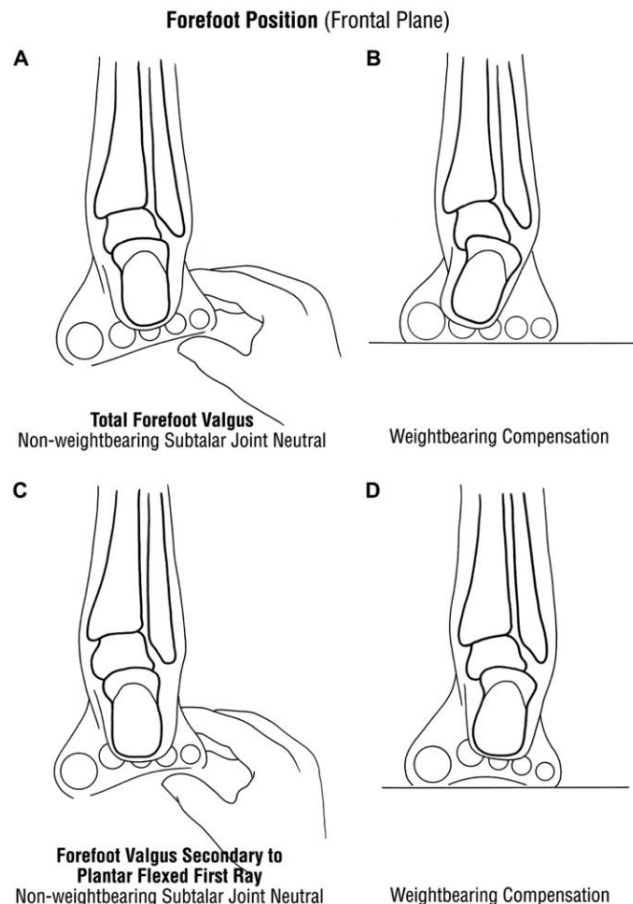 Forefoot Position (Frontal Plane)
A
B
Total Forefoot Valgus
Non-weightbearing Subtalar Joint Neutral
Weightbearing Compensation
C
D
Forefoot Valgus Secondary to
Plantar Flexed First Ray
Non-weightbearing Subtalar Joint Neutral
Weightbearing Compensation